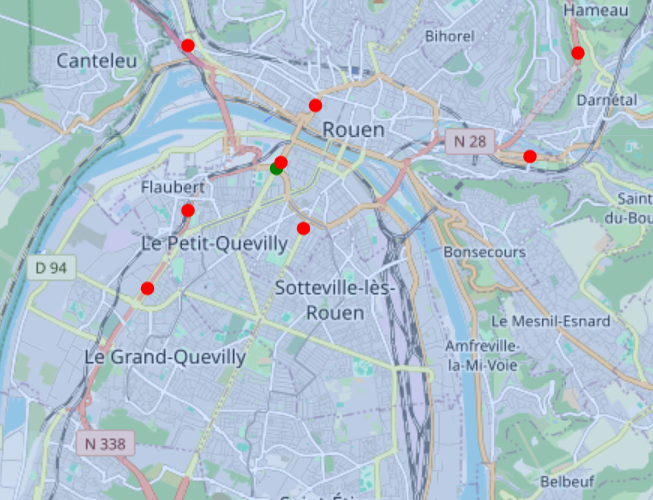 Hameau
Bihorel
Canteleu
Darnétal
Rouen
N 28
Flaubert
Saint
du-Bou
Le Petit-Quevilly
Bonsecours
D 94
Sotteville-lès-
Rouen
Le Mesnil-Esnard
Amfreville-
la-Mi-Voie
Le Grand-Quevilly
N 338
Belbeuf